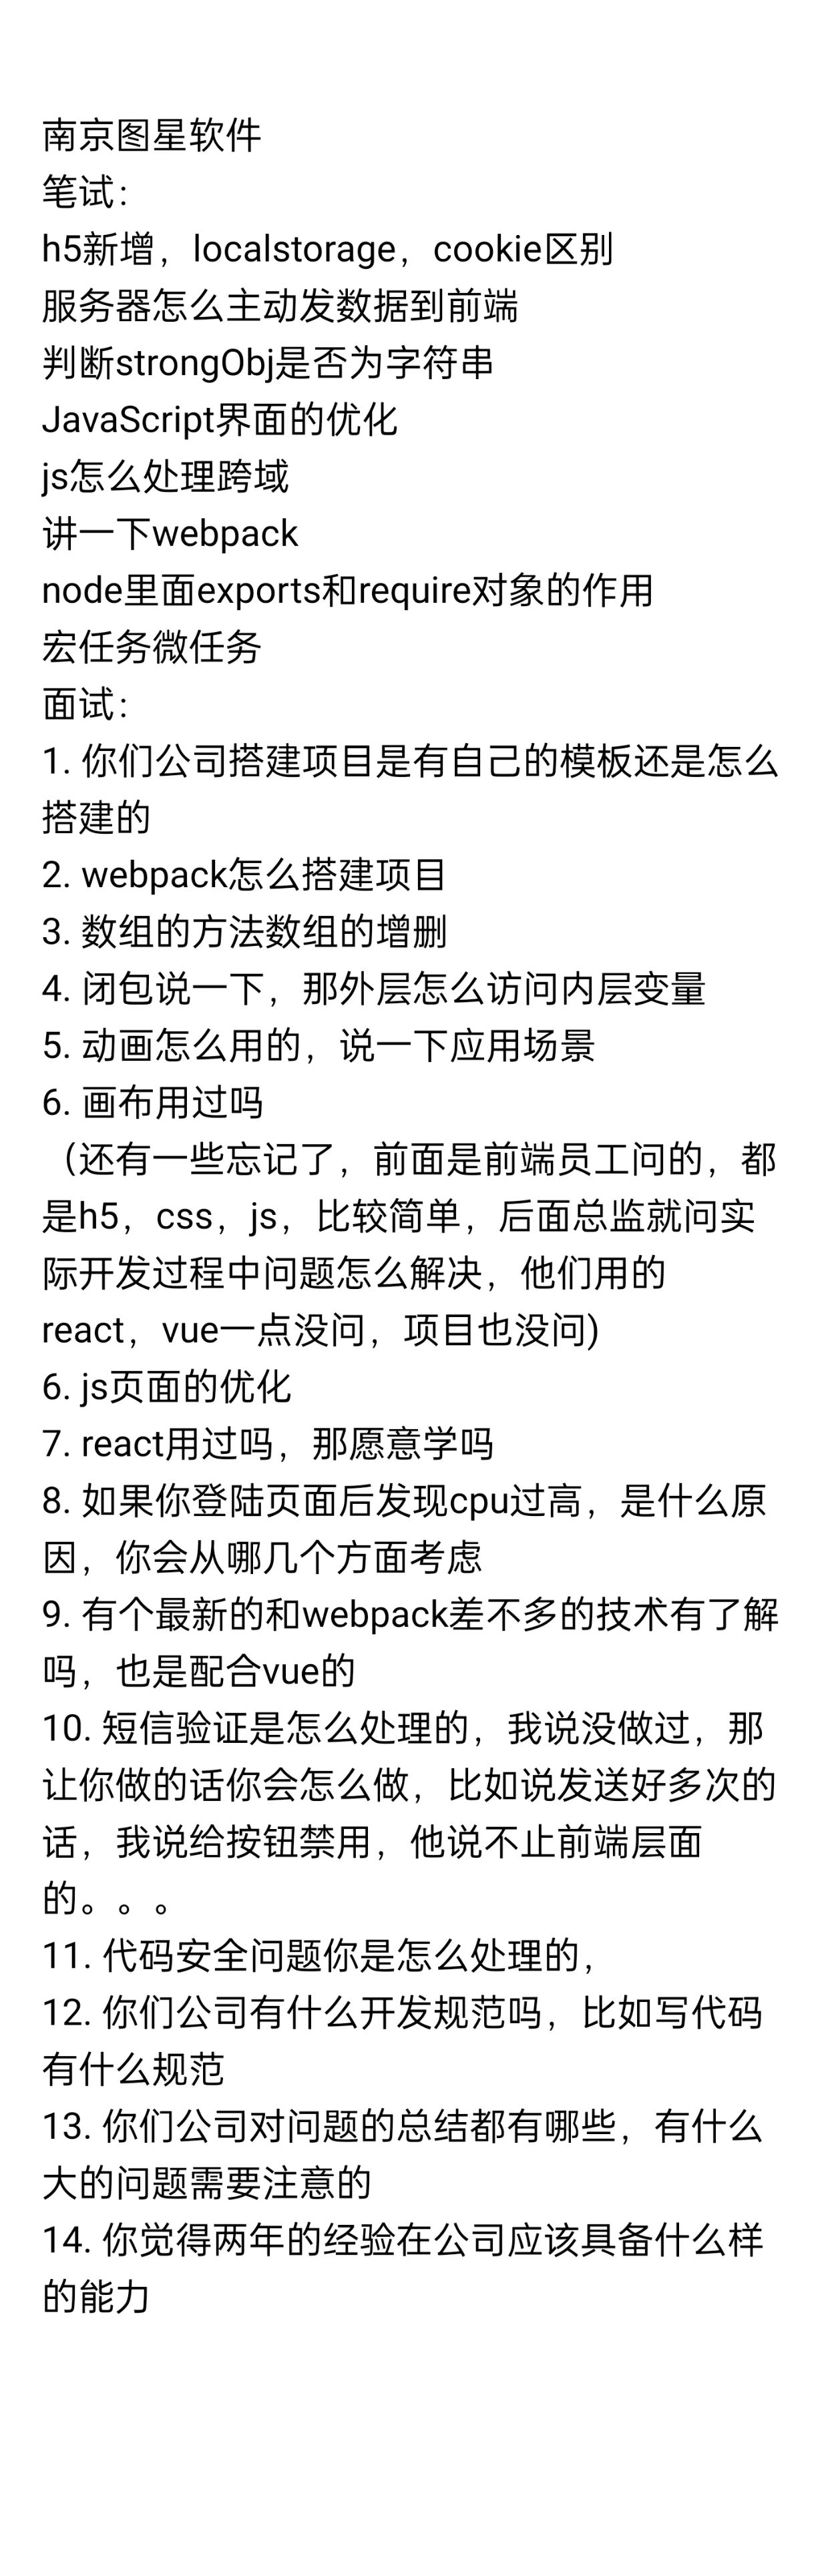 南京图星软件
笔试：
h5新增，localstorage，cookie区别
服务器怎么主动发数据到前端
判断strongObj是否为字符串
JavaScript界面的优化
js怎么处理跨域
讲一下webpack
node里面exports和require对象的作用
宏任务微任务
面试：
1. 你们公司搭建项目是有自己的模板还是怎么
搭建的
2. webpack怎么搭建项目
3. 数组的方法数组的增删
4. 闭包说一下，那外层怎么访问内层变量
5. 动画怎么用的，说一下应用场景
6. 画布用过吗
（还有一些忘记了，前面是前端员工问的，都
是h5，css，js，比较简单，后面总监就问实
际开发过程中问题怎么解决，他们用的
react，vue一点没问，项目也没问)
6. js页面的优化
7. react用过吗，那愿意学吗
8. 如果你登陆页面后发现cpu过高，是什么原
因，你会从哪几个方面考虑
9. 有个最新的和webpack差不多的技术有了解
吗，也是配合vue的
10. 短信验证是怎么处理的，我说没做过，那
让你做的话你会怎么做，比如说发送好多次的
话，我说给按钮禁用，他说不止前端层面
的。。。
11. 代码安全问题你是怎么处理的，
12. 你们公司有什么开发规范吗，比如写代码
有什么规范
13. 你们公司对问题的总结都有哪些，有什么
大的问题需要注意的
14. 你觉得两年的经验在公司应该具备什么样
的能力